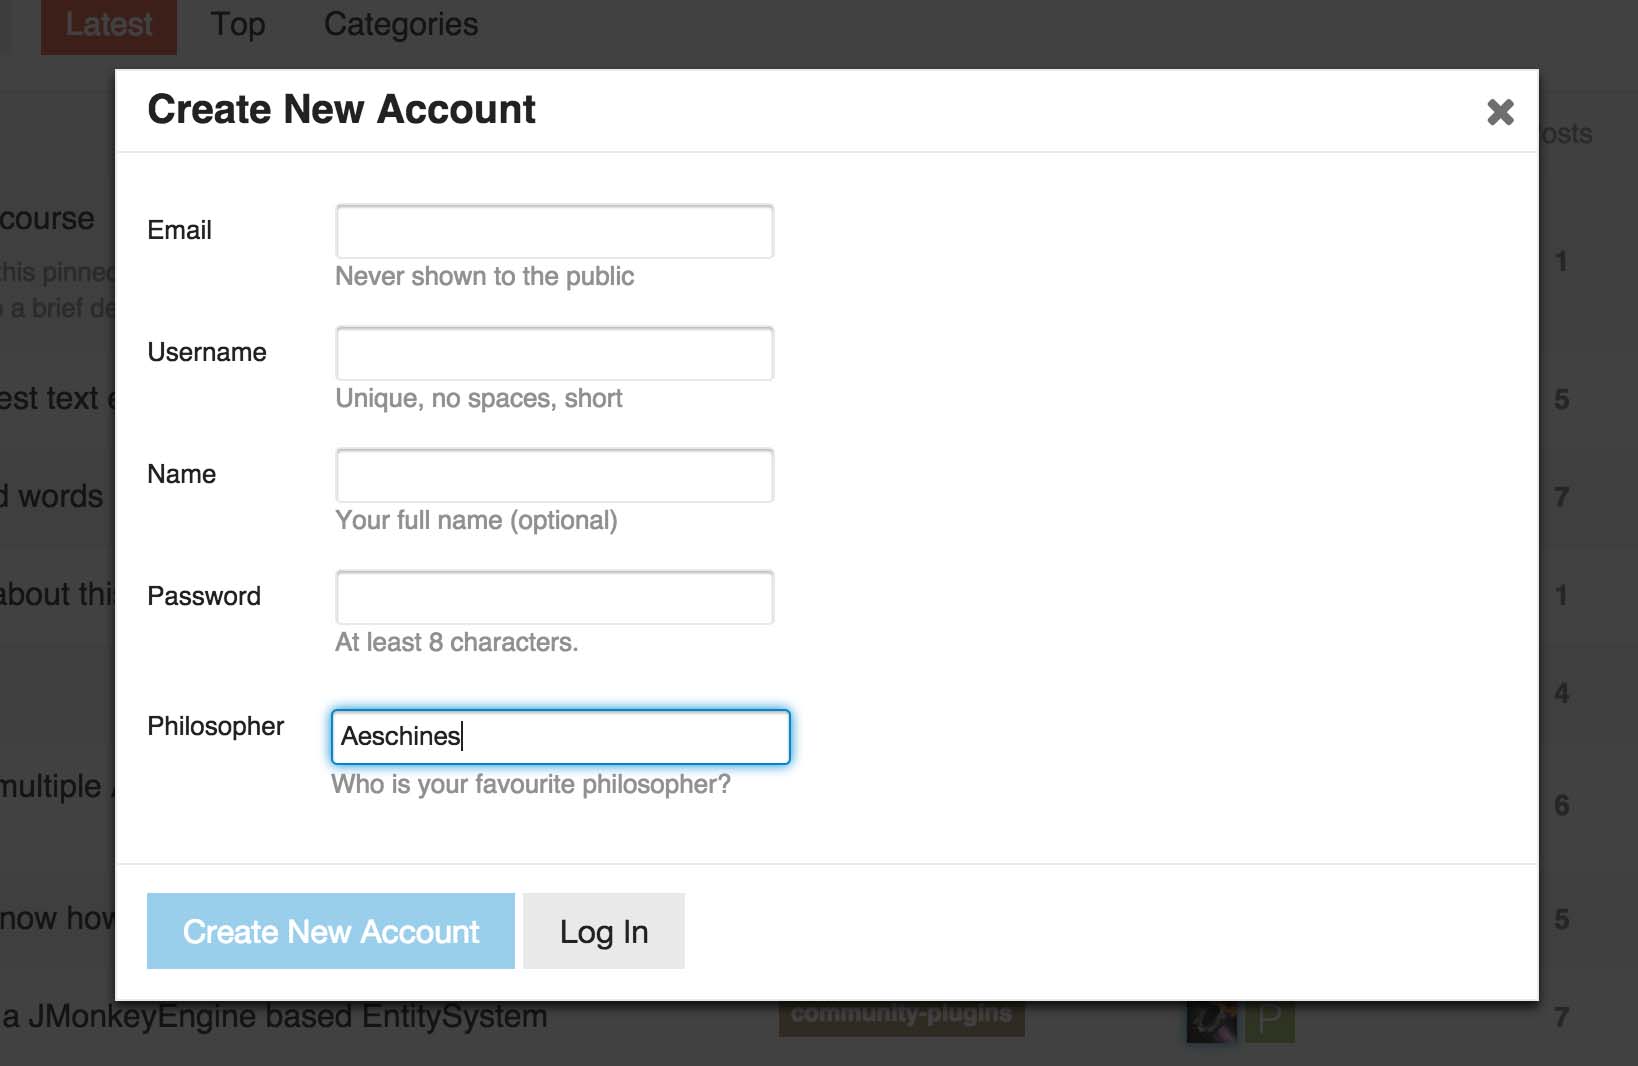 Latest Top Categories
Create New Account
osts
course
Email
this pinned
Never shown to the public
1
a brief de
Username
Unique, no spaces, short
est text e
5
Name
d words
7
Your full name (optional)
about this
Password
1
At least 8 characters.
4
Philosopher
Aeschines
Who is your favourite philosopher?
multiple
6
now how
5
Create New Account
Log In
a JMonkeyEngine based EntitySystem
community-plugins
P
7